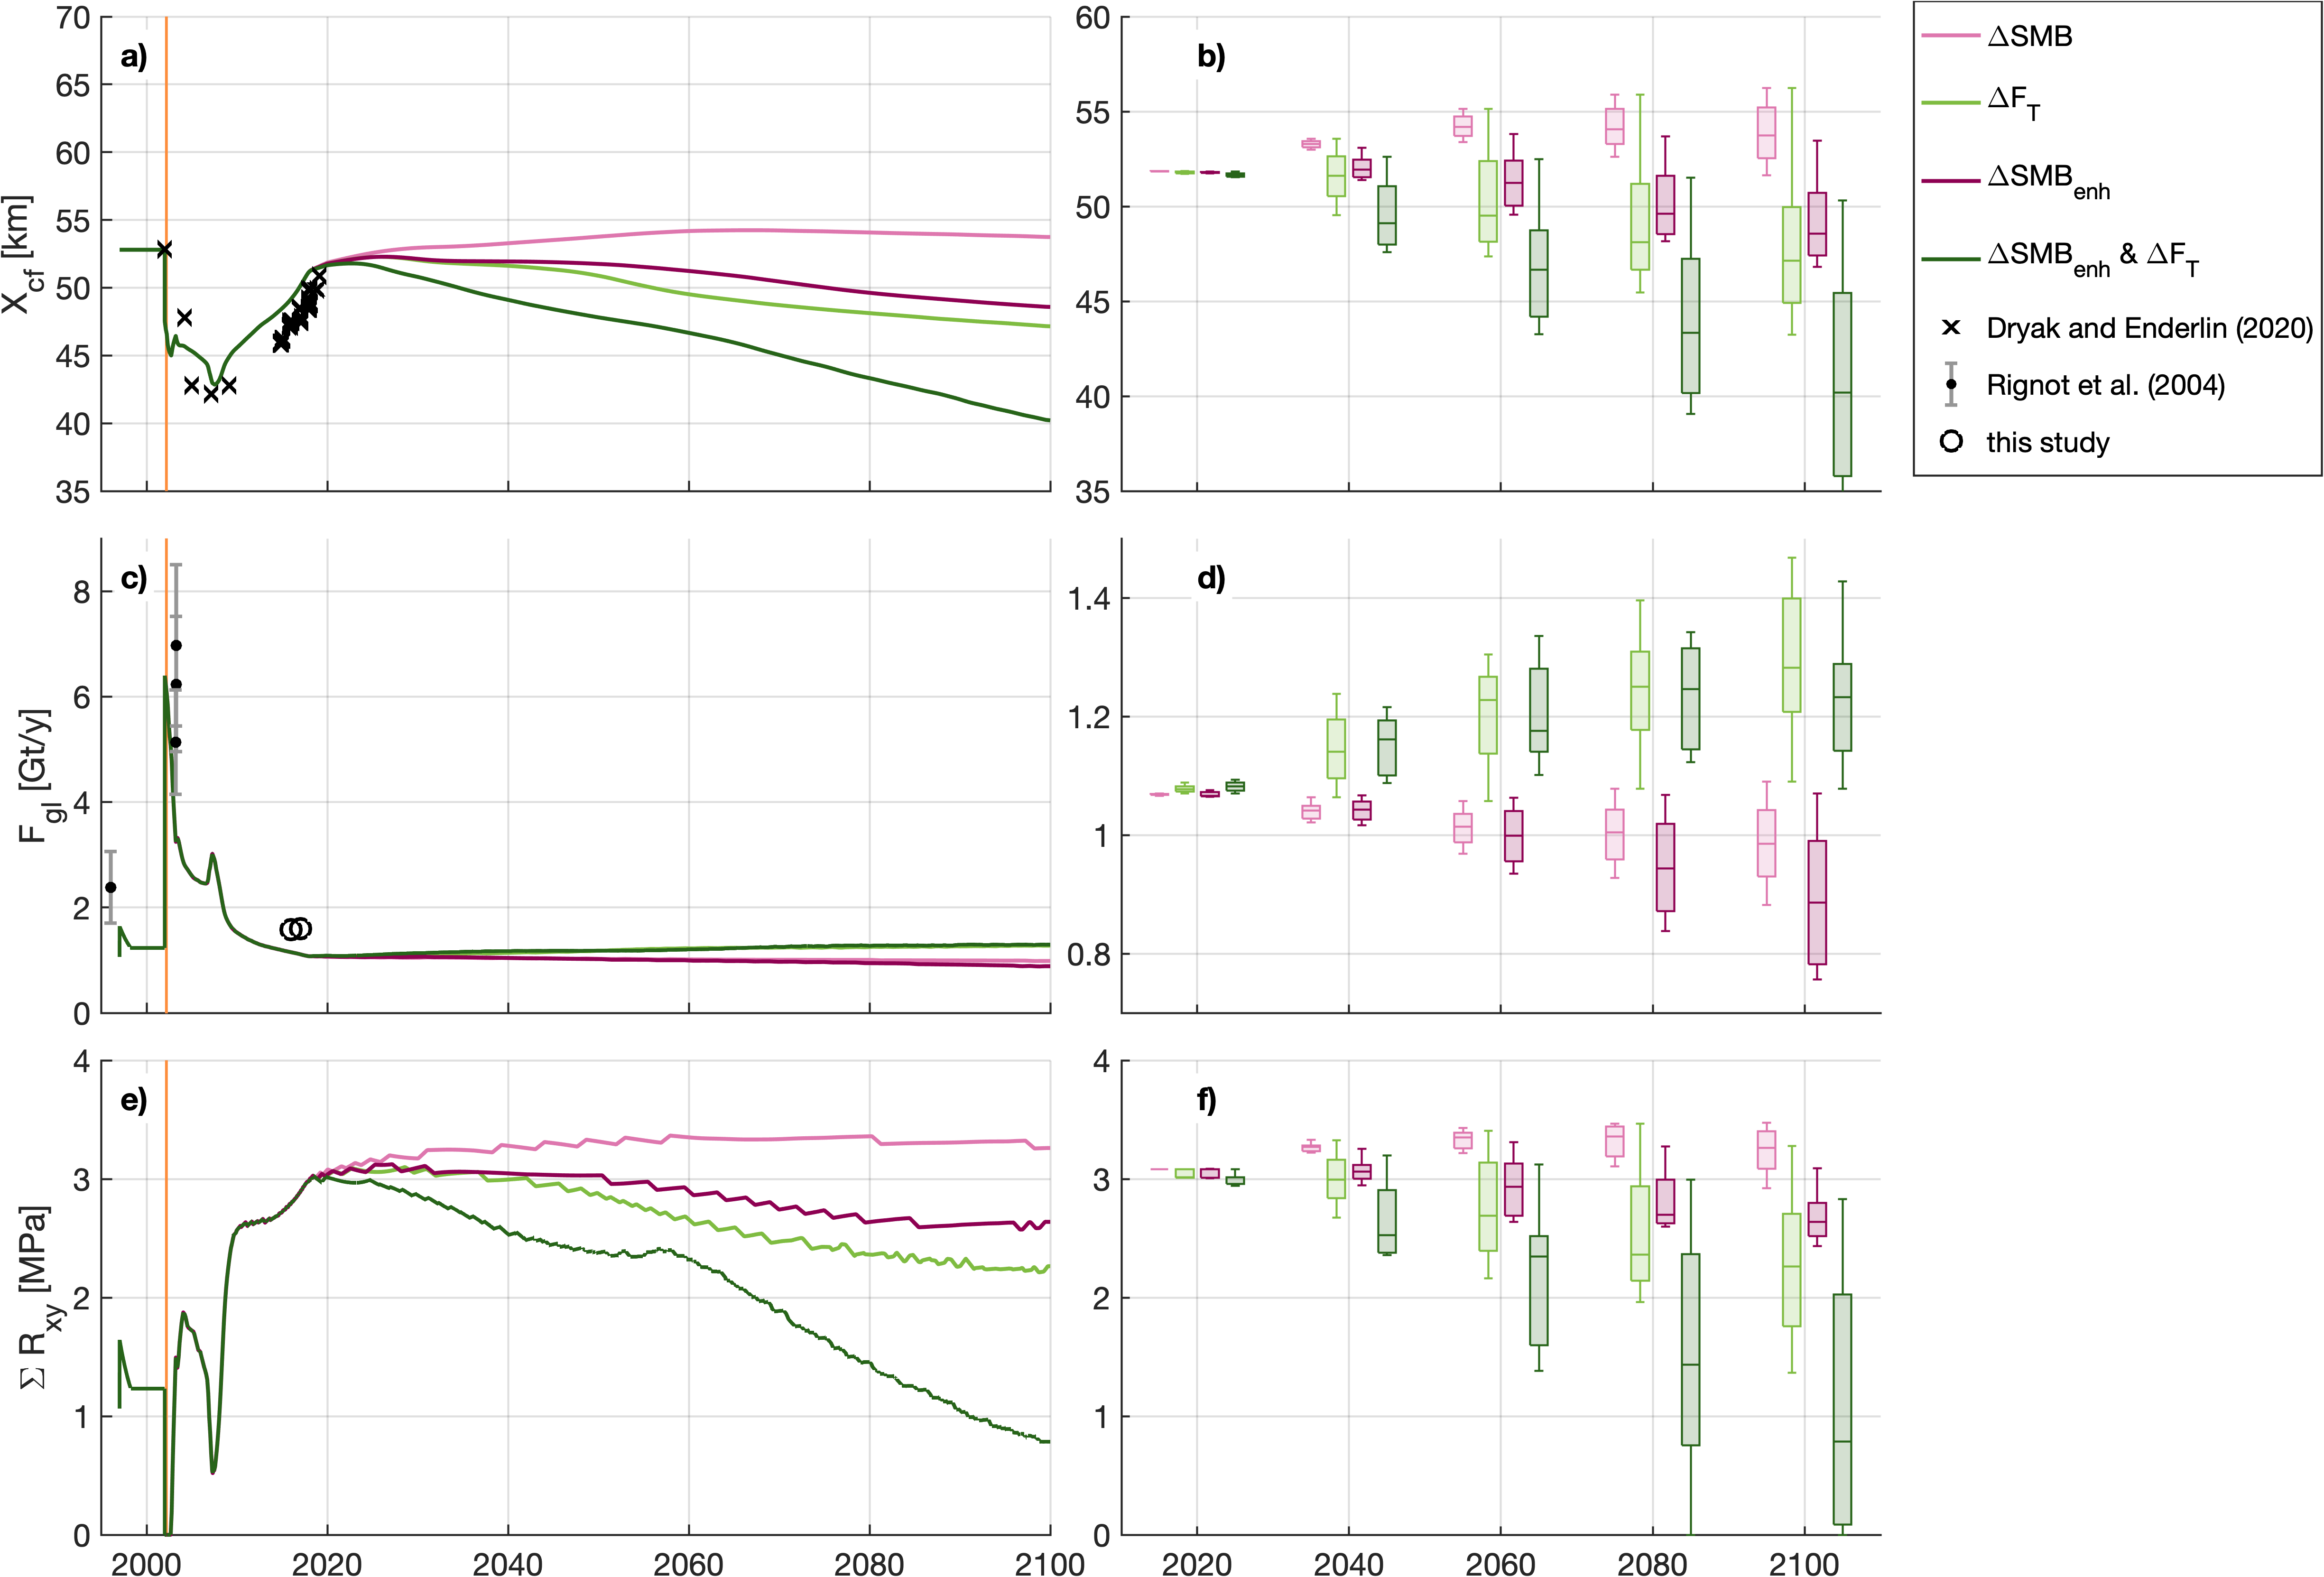 a)
X_cf [km]
70
65
60
55
50
45
40
35
b)
60
55
50
45
40
35
ΔSMB
ΔF_T
ΔSMB_enh
ΔSMB_enh & ΔF_T
Dryak and Enderlin (2020)
Rignot et al. (2004)
this study
c)
F_gl [Gt/y]
8
6
4
2
0
d)
1.4
1.2
1
0.8
e)
Σ R_xy [MPa]
4
3
2
1
0
2000 2020 2040 2060 2080 2100
f)
4
3
2
1
0
2020 2040 2060 2080 2100